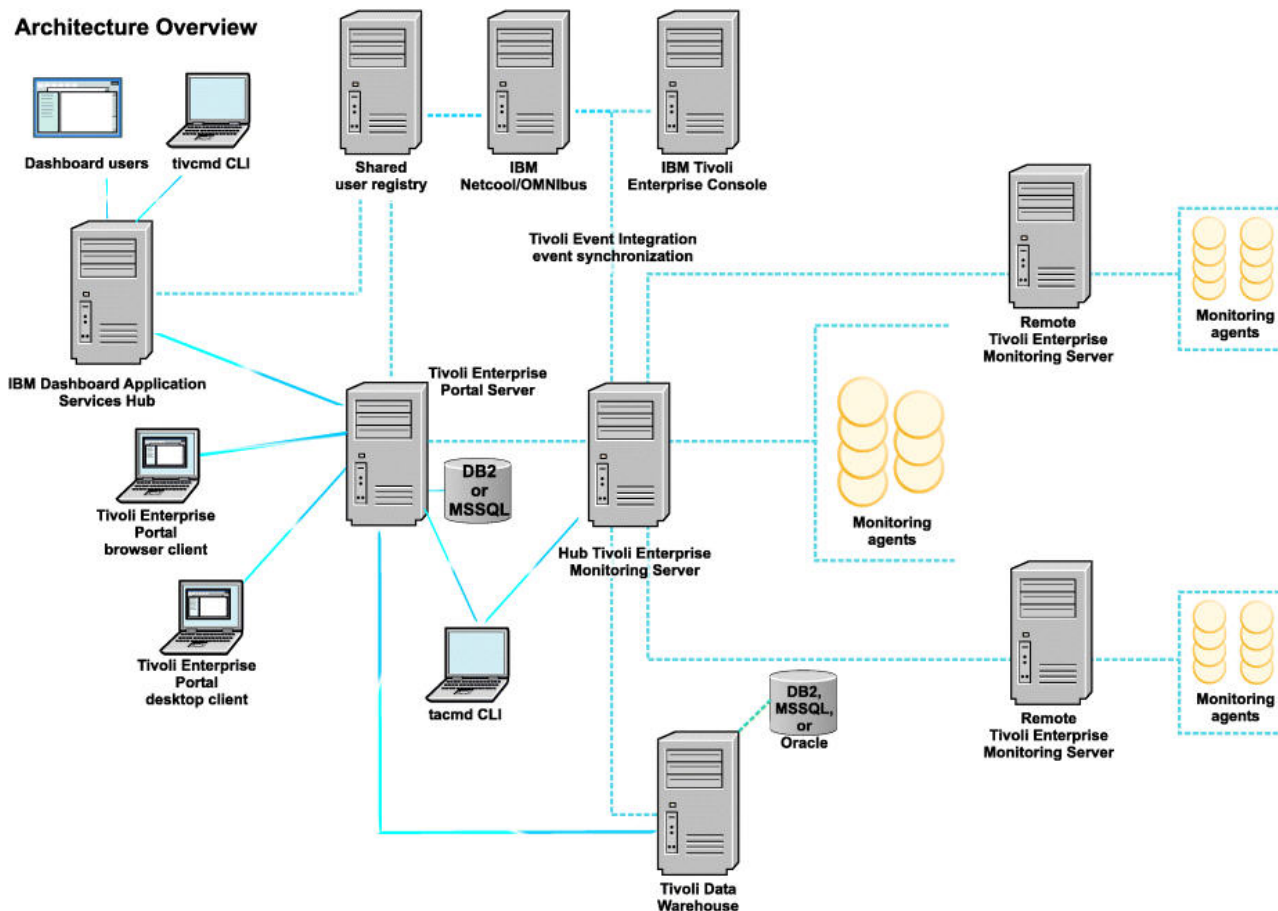 Architecture Overview
Dashboard users
tivcmd CLI
Shared
user registry
IBM
Netcool/OMNIbus
IBM Tivoli
Enterprise Console
Tivoli Event Integration
event synchronization
Remote
Tivoli Enterprise
Monitoring Server
Monitoring
agents
IBM Dashboard Application
Services Hub
Tivoli Enterprise
Portal Server
DB2
or
MSSQL
Tivoli Enterprise
Portal
browser client
Hub Tivoli Enterprise
Monitoring Server
Monitoring
agents
Tivoli Enterprise
Portal
desktop client
tacmd CLI
DB2,
MSSQL,
or
Oracle
Remote
Tivoli Enterprise
Monitoring Server
Monitoring
agents
Tivoli Data
Warehouse